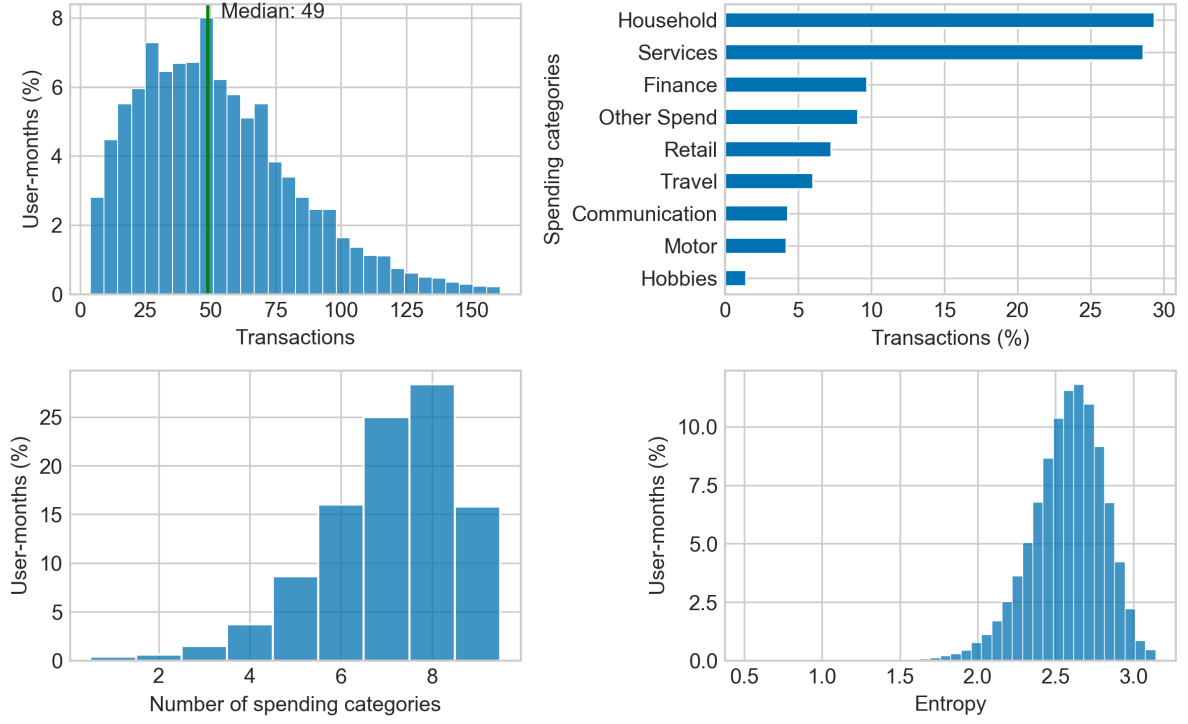 Median: 49
User-months (%)
8
6
4
2
0
0 25 50 75 100 125 150
Transactions
Spending categories
Household
Services
Finance
Other Spend
Retail
Travel
Communication
Motor
Hobbies
0 5 10 15 20 25 30
Transactions (%)
User-months (%)
25
20
15
10
5
0
2 4 6 8
Number of spending categories
User-months (%)
10.0
7.5
5.0
2.5
0.0
0.5 1.0 1.5 2.0 2.5 3.0
Entropy